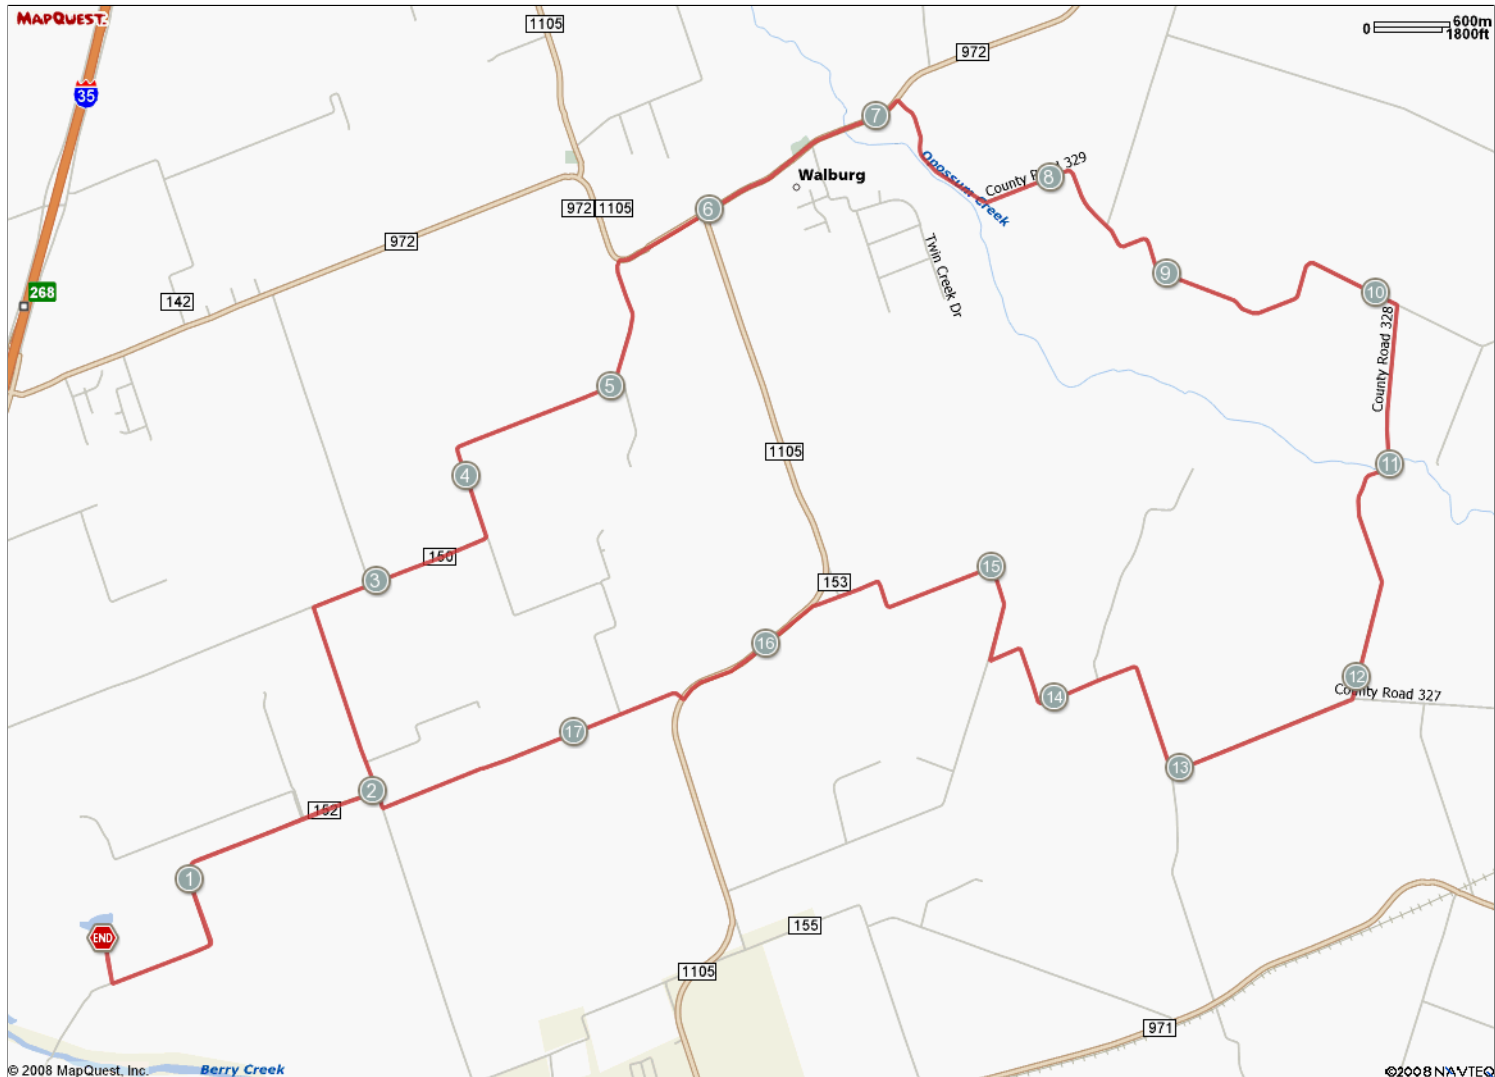 MAPQUEST
1105
0 600m
1800ft
972
35
7
Opossum Creek
County Road 329
8
Walburg
6
972 1105
972
Twin Creek Dr
9
268
142
10
County Road 328
5
1105
4
11
150
3
15
153
16
12
County Road 327
14
17
13
2
152
1
END
155
1105
971
© 2008 MapQuest, Inc.
Berry Creek
©2008 NAVTEQ